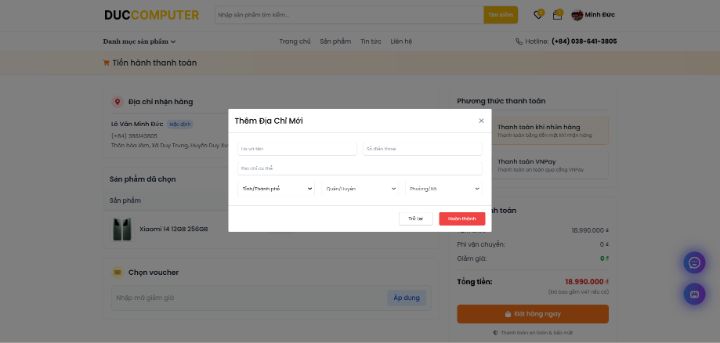 DUCCOMPUTER
Nhập sản phẩm tìm kiếm...
Tìm kiếm
Minh Đức
Danh mục sản phẩm
Trang chủ
Sản phẩm
Tin tức
Liên hệ
Hotline: (+84) 038-641-3805
Tiến hành thanh toán
Địa chỉ nhận hàng
Lê Văn Minh Đức
Mặc định
(+84) 386413805
Thôn hòa lâm, Xã Duy Trung, Huyện Duy
Sản phẩm đã chọn
Sản phẩm
Xiaomi 14 12GB 256GB
Chọn voucher
Nhập mã giảm giá
Áp dụng
Thêm Địa Chỉ Mới
Họ và tên
Số điện thoại
Địa chỉ cụ thể
Tỉnh/Thành phố
Quận/Huyện
Phường/Xã
Trở lại
Hoàn thành
Phương thức thanh toán
Thanh toán khi nhận hàng
Thanh toán bằng tiền mặt khi nhận hàng
Thanh toán VNPay
Thanh toán an toàn qua cổng VNPay
h toán
18.990.000 đ
Phí vận chuyển:
0 đ
Giảm giá:
0 đ
Tổng tiền:
18.990.000 đ
(Đã bao gồm VAT nếu có)
Đặt hàng ngay
Thanh toán an toàn & bảo mật